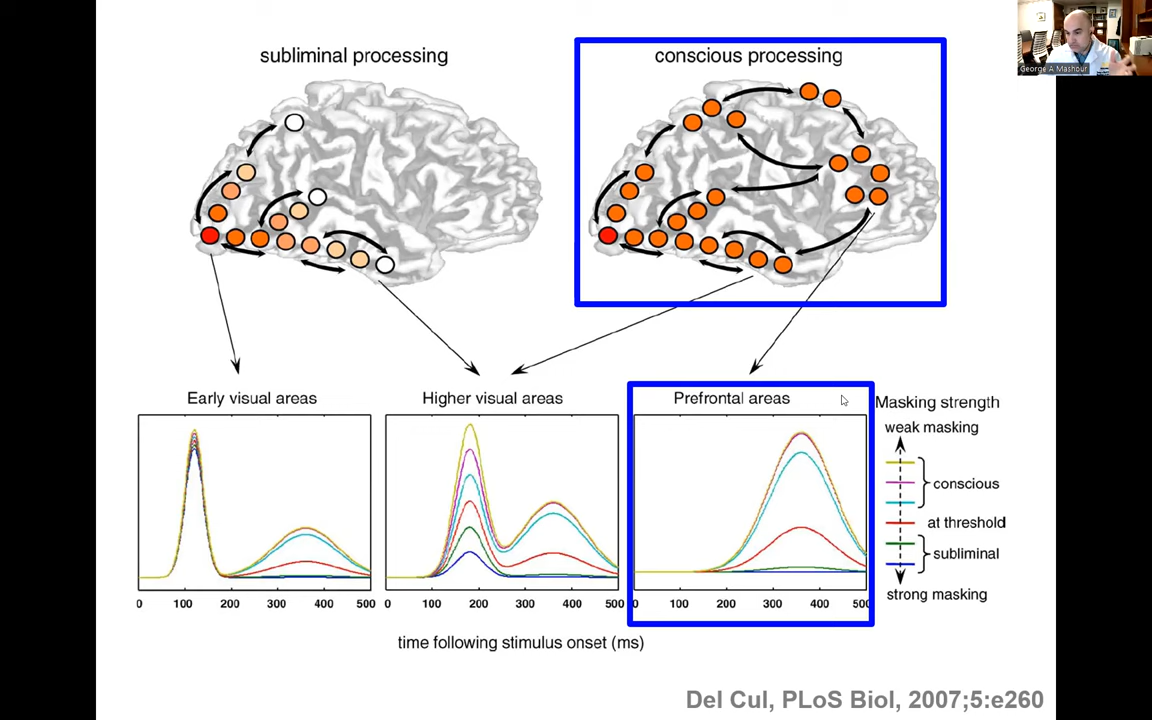 George A Mashour
subliminal processing
conscious processing
Early visual areas
Higher visual areas
Prefrontal areas
Masking strength
weak masking
conscious
at threshold
subliminal
strong masking
0 100 200 300 400 500
100 200 300 400 500
0 100 200 300 400 500
time following stimulus onset (ms)
Del Cul, PLoS Biol, 2007;5:e260